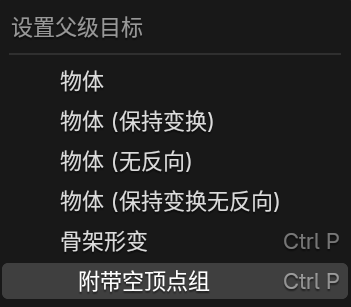 设置父级目标
物体
物体 (保持变换)
物体 (无反向)
物体 (保持变换无反向)
骨架形变 Ctrl P
附带空顶点组 Ctrl P